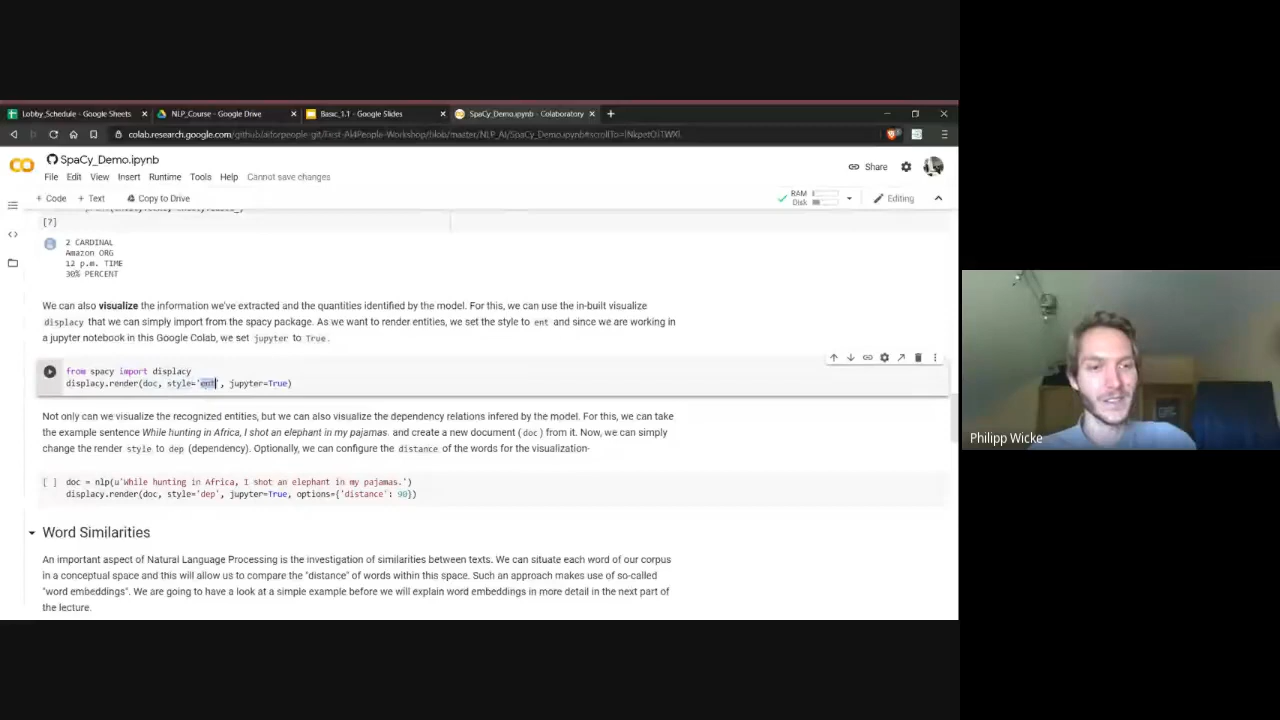 Lobby_Schedule - Google Sheets
NLP_Course - Google Drive
Basic_1.1 - Google Slides
SpaCy_Demo.ipynb - Colaboratory
SpaCy_Demo.ipynb
Share
File Edit View Insert Runtime Tools Help Cannot save changes
+ Code + Text Copy to Drive
RAM
Disk
Editing
[7]
2 CARDINAL
Amazon ORG
12 p.m. TIME
30% PERCENT
We can also visualize the information we've extracted and the quantities identified by the model. For this, we can use the in-built visualize
displacy that we can simply import from the spacy package. As we want to render entities, we set the style to ent and since we are working in
a jupyter notebook in this Google Colab, we set jupyter to True.
from spacy import displacy
displacy.render(doc, style='ent', jupyter=True)
Not only can we visualize the recognized entities, but we can also visualize the dependency relations infered by the model. For this, we can take
the example sentence While hunting in Africa, I shot an elephant in my pajamas. and create a new document (doc) from it. Now, we can simply
change the render style to dep (dependency). Optionally, we can configure the distance of the words for the visualization-
[ ] doc = nlp(u'While hunting in Africa, I shot an elephant in my pajamas.')
displacy.render(doc, style='dep', jupyter=True, options={'distance': 90})
Word Similarities
An important aspect of Natural Language Processing is the investigation of similarities between texts. We can situate each word of our corpus
in a conceptual space and this will allow us to compare the "distance" of words within this space. Such an approach makes use of so-called
"word embeddings". We are going to have a look at a simple example before we will explain word embeddings in more detail in the next part of
the lecture.
Philipp Wicke